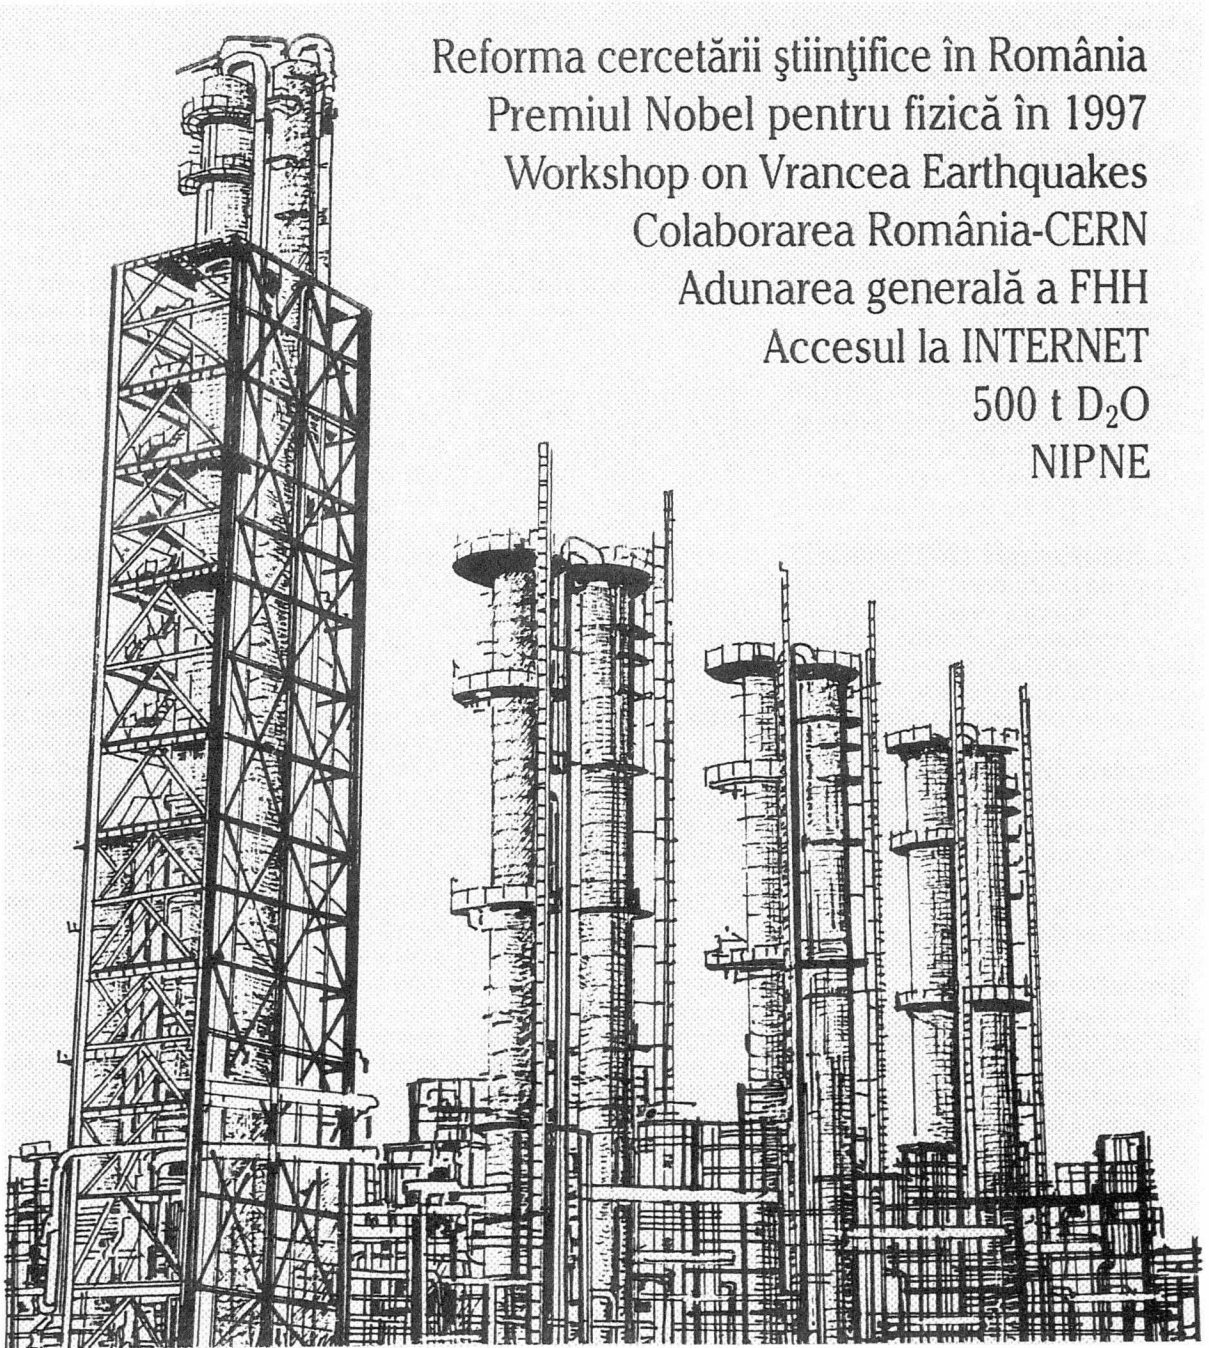 Reforma cercetării ştiinţifice în România
Premiul Nobel pentru fizică în 1997
Workshop on Vrancea Earthquakes
Colaborarea România-CERN
Adunarea generală a FHH
Accesul la INTERNET
500 t D₂O
NIPNE